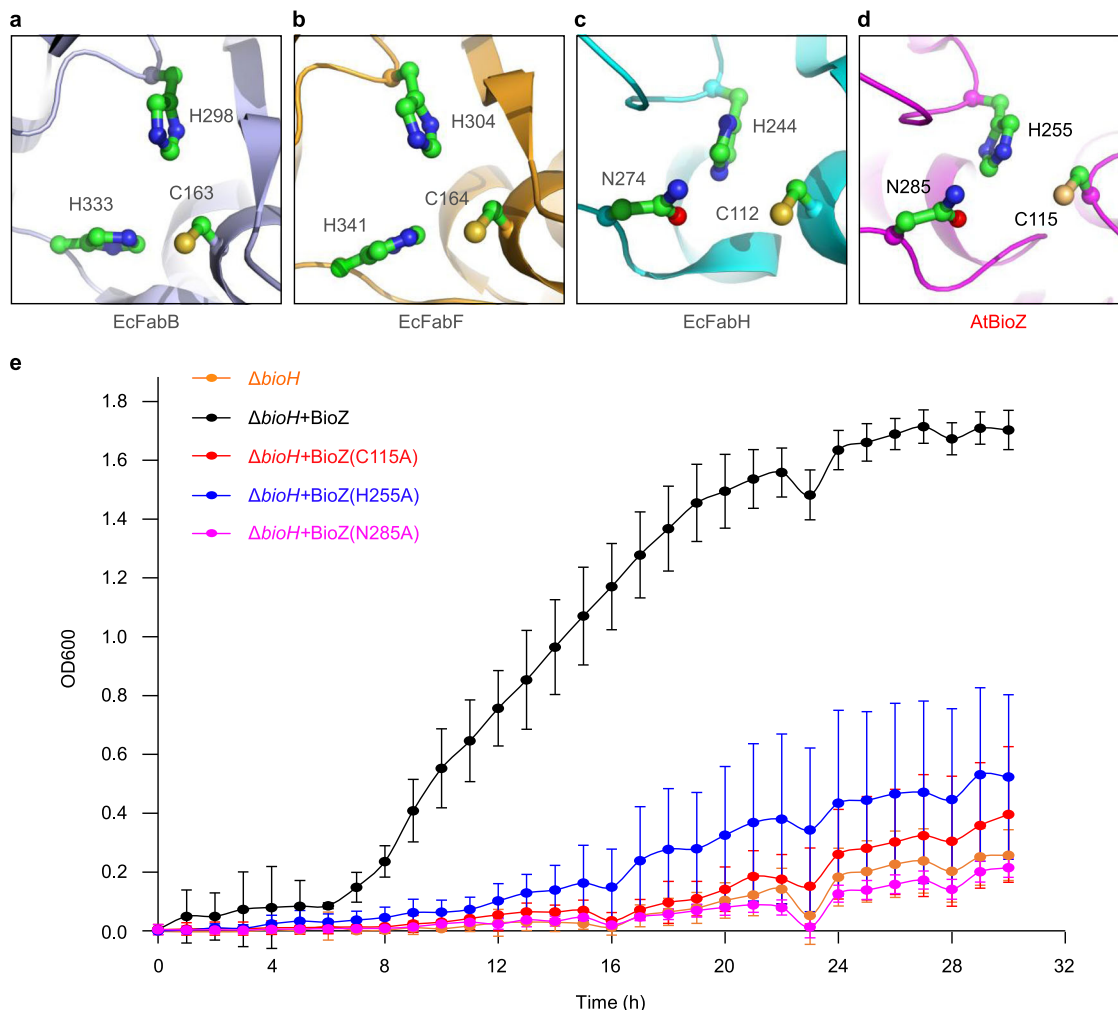 a
b
c
d
H298
H333
C163
H304
H341
C164
H244
N274
C112
H255
N285
C115
EcFabB
EcFabF
EcFabH
AtBioZ
e
ΔbioH
ΔbioH+BioZ
ΔbioH+BioZ(C115A)
ΔbioH+BioZ(H255A)
ΔbioH+BioZ(N285A)
1.8
1.6
1.4
1.2
1.0
0.8
0.6
0.4
0.2
0.0
OD600
0 4 8 12 16 20 24 28 32
Time (h)